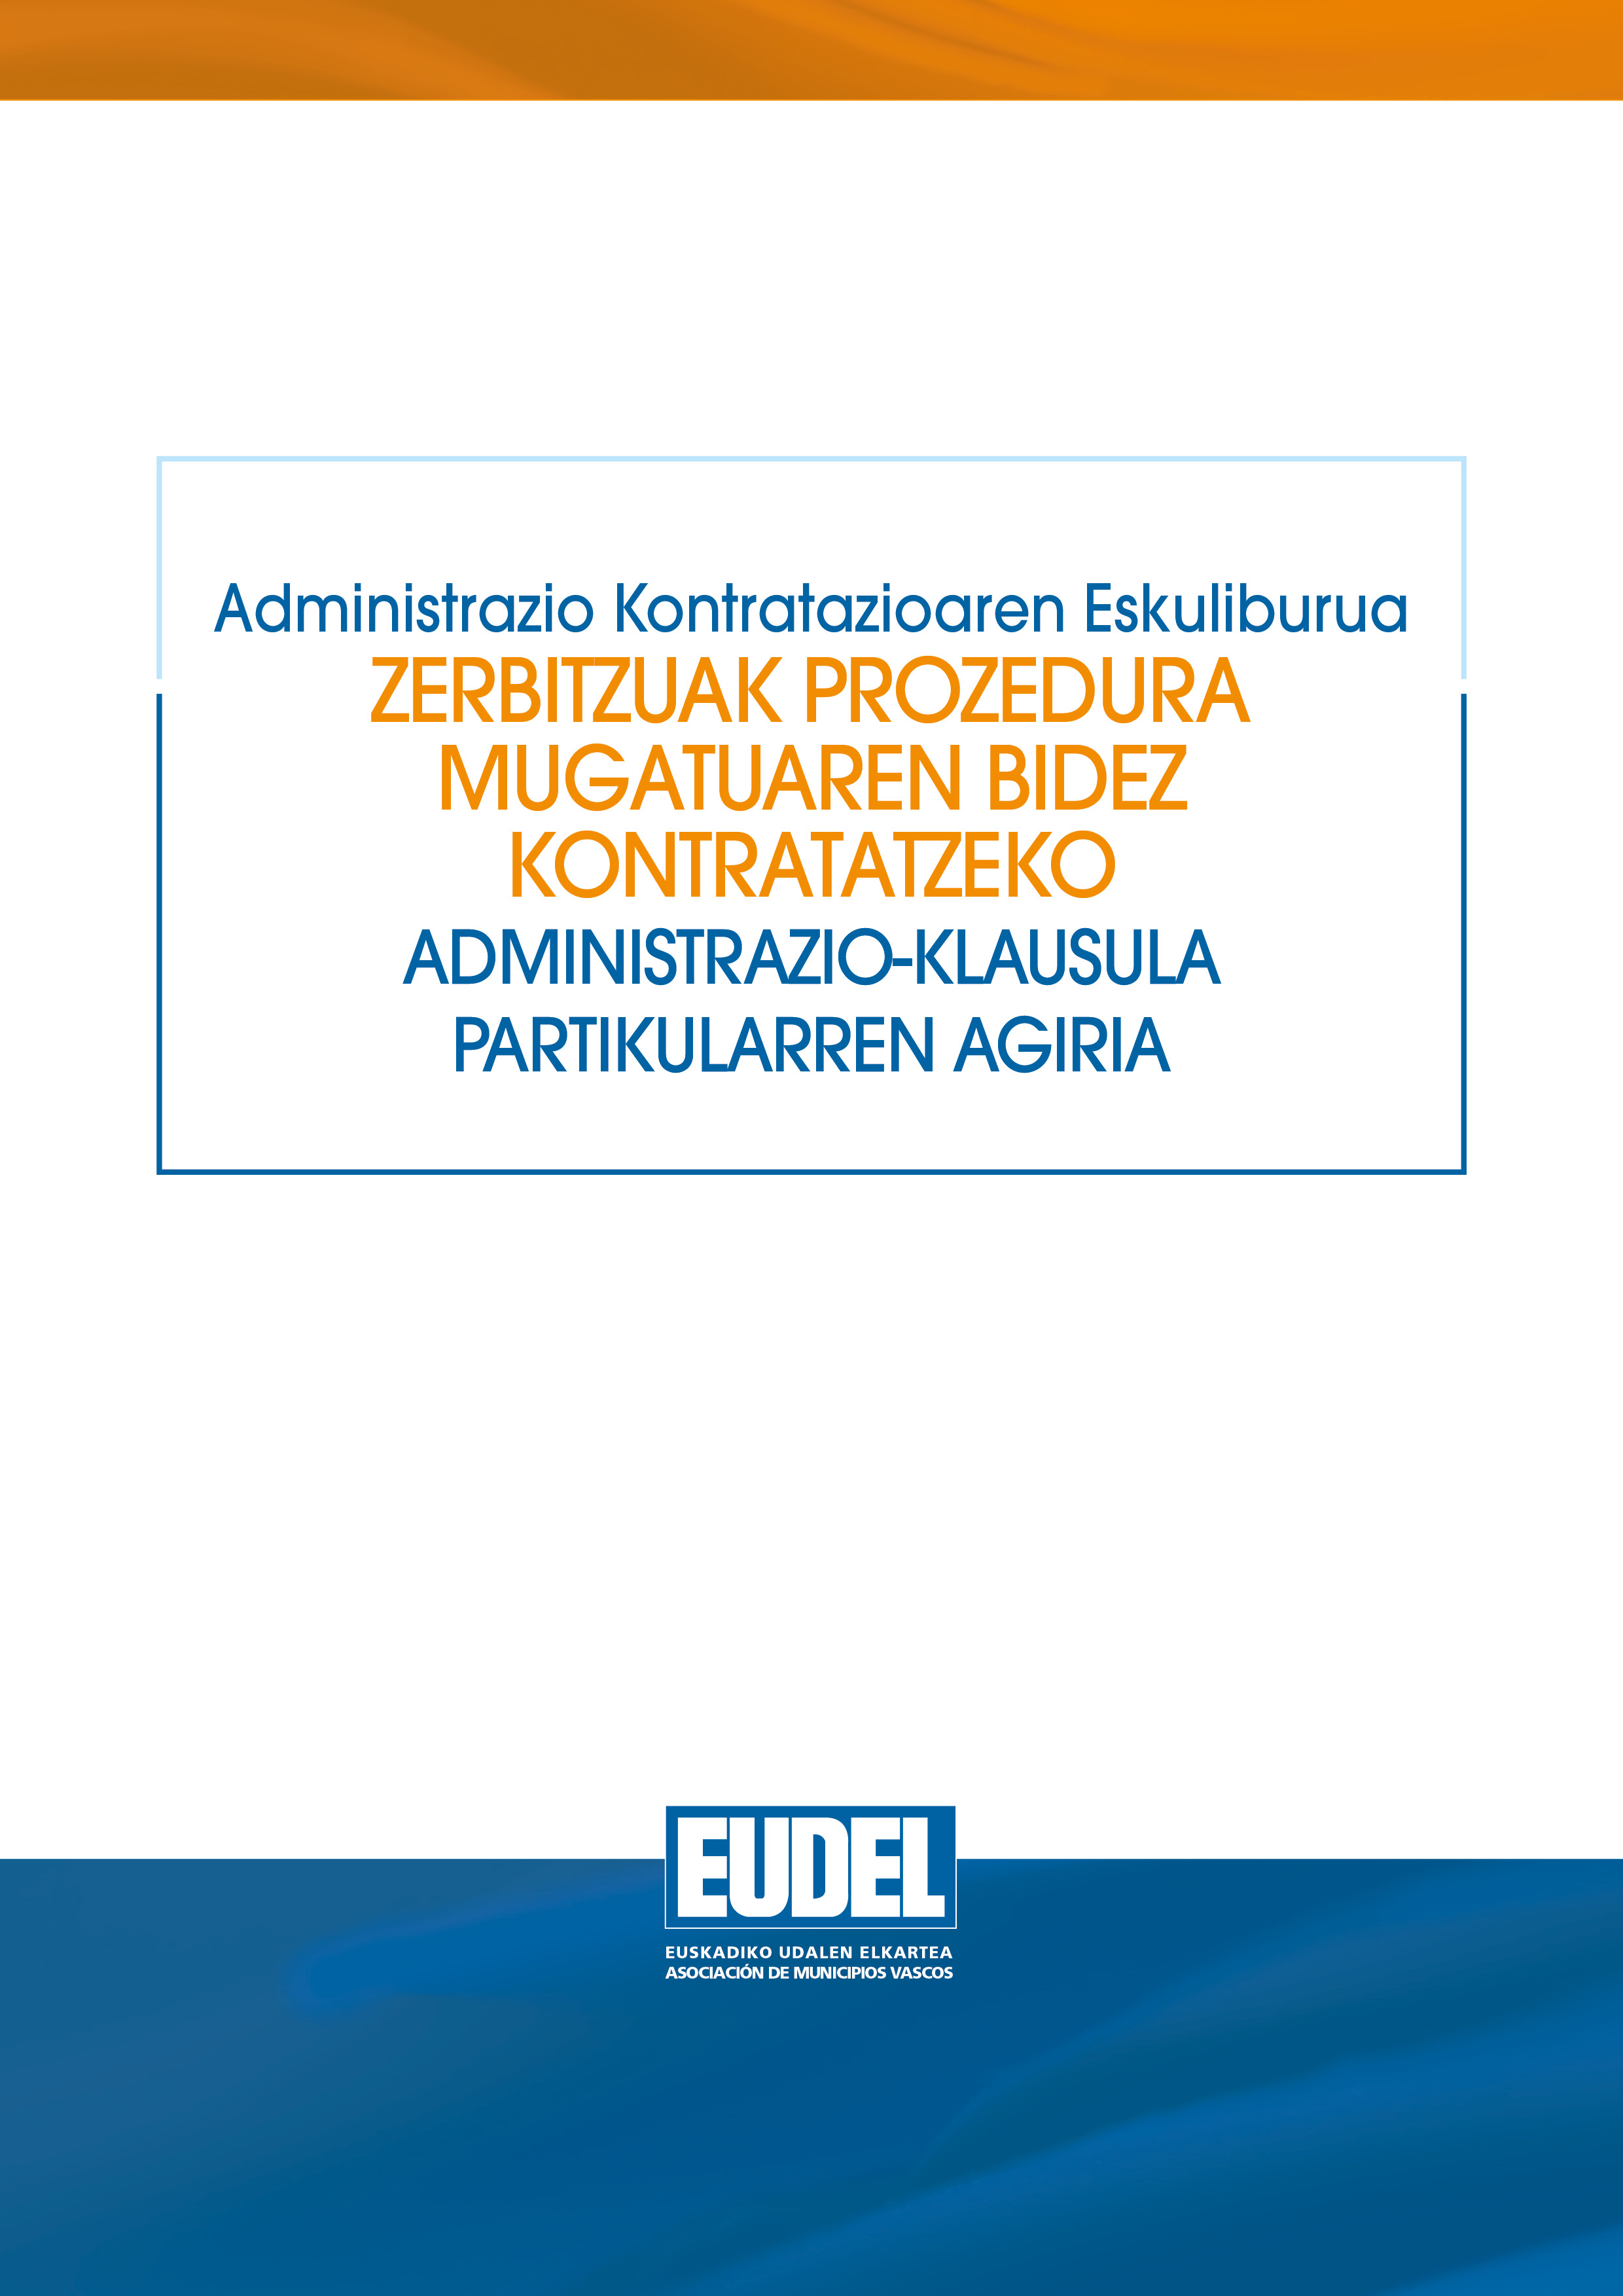 Administrazio Kontratazioaren Eskuliburua
ZERBITZUAK PROZEDURA
MUGATUAREN BIDEZ
KONTRATATZEKO
ADMINISTRAZIO-KLAUSULA
PARTIKULARREN AGIRIA
EUDEL
EUSKADIKO UDALEN ELKARTEA
ASOCIACIÓN DE MUNICIPIOS VASCOS